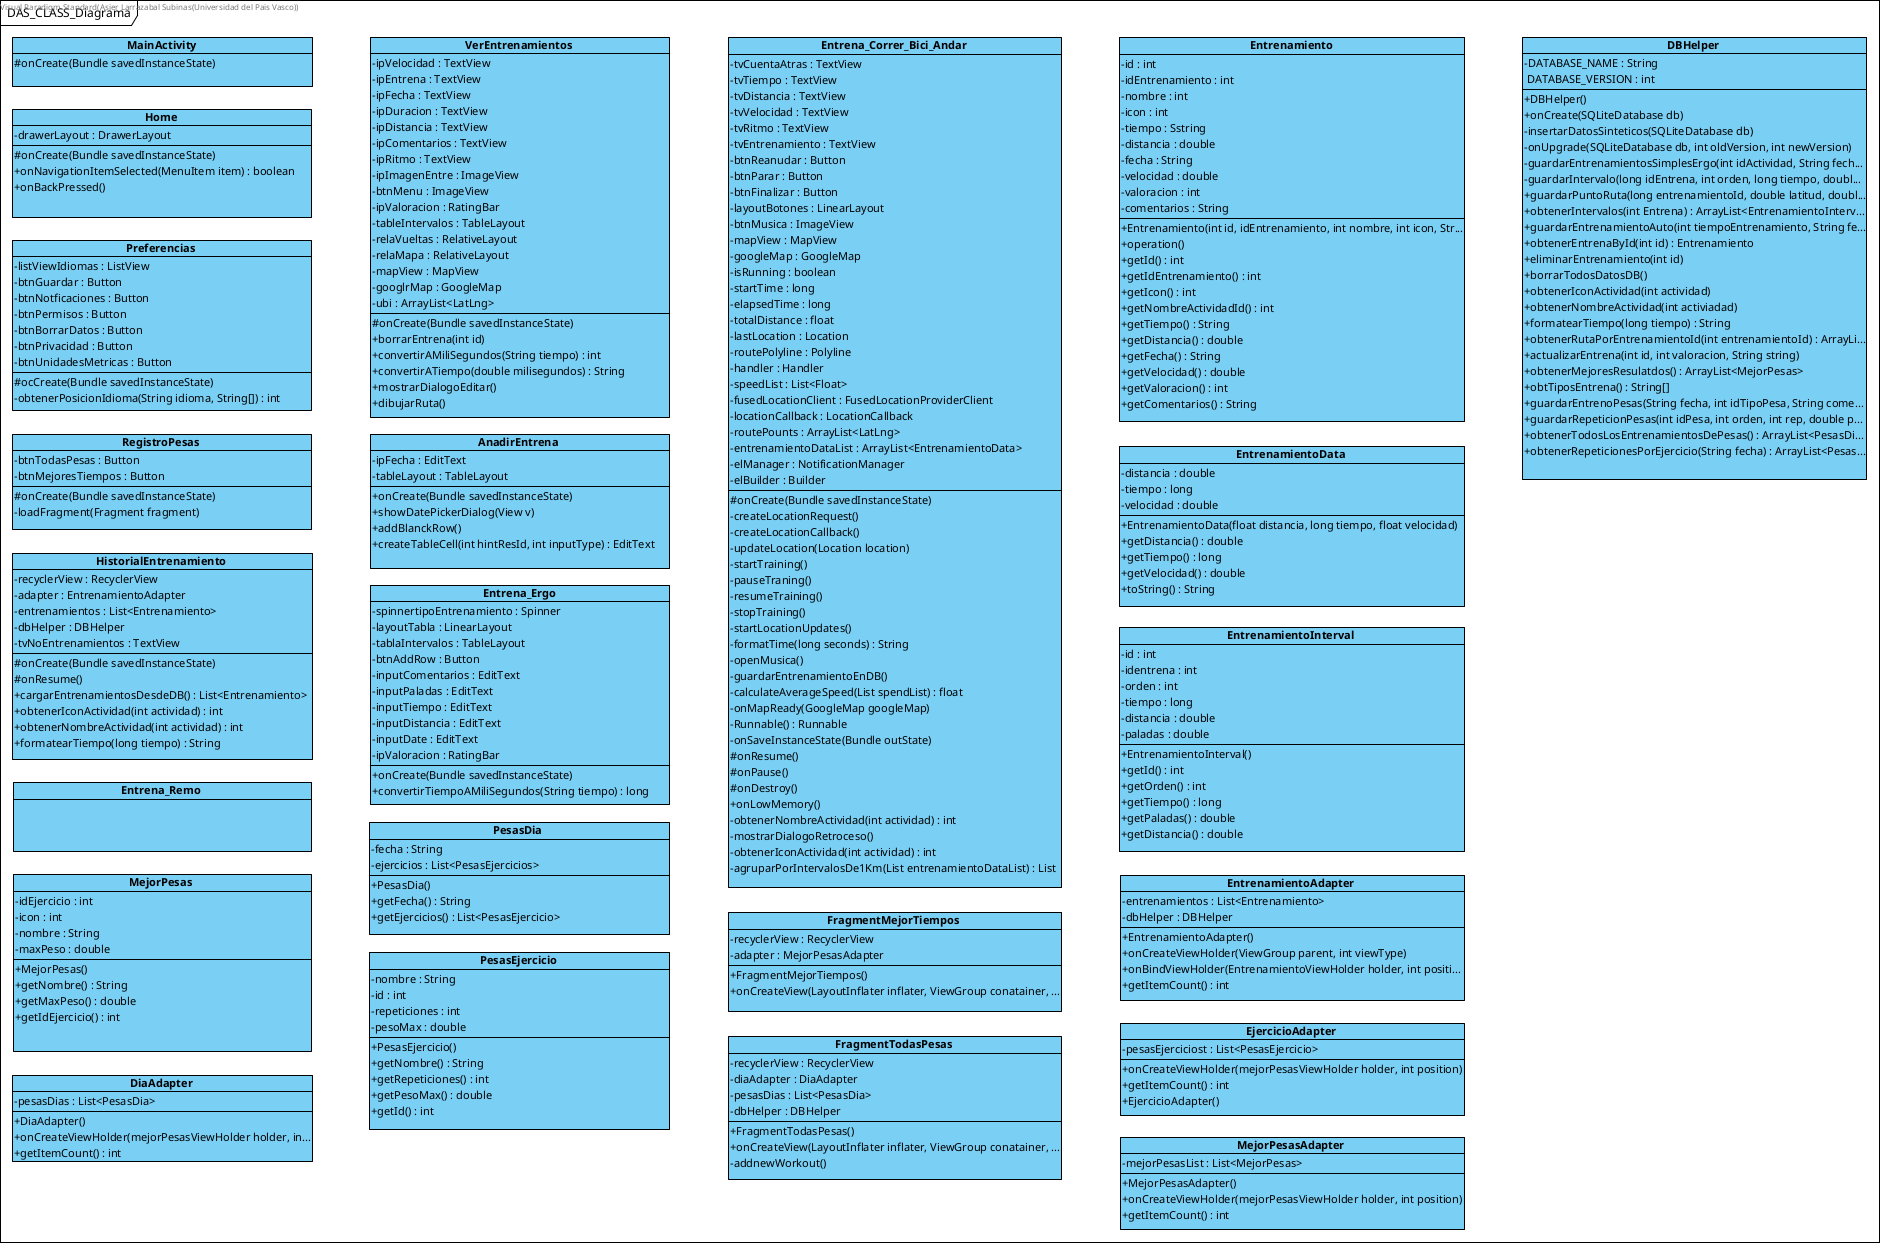 Visual Paradigm Standard(Asier Larrazabal Subinas(Universidad del Pais Vasco))
DAS_CLASS_Diagrama
MainActivity
#onCreate(Bundle savedInstanceState)
Home
-drawerLayout : DrawerLayout
#onCreate(Bundle savedInstanceState)
+onNavigationItemSelected(MenuItem item) : boolean
+onBackPressed()
Preferencias
-listViewIdiomas : ListView
-btnGuardar : Button
-btnNotficaciones : Button
-btnPermisos : Button
-btnBorrarDatos : Button
-btnPrivacidad : Button
-btnUnidadesMetricas : Button
#ocCreate(Bundle savedInstanceState)
-obtenerPosicionIdioma(String idioma, String[]) : int
RegistroPesas
-btnTodasPesas : Button
-btnMejoresTiempos : Button
#onCreate(Bundle savedInstanceState)
-loadFragment(Fragment fragment)
HistorialEntrenamiento
-recyclerView : RecyclerView
-adapter : EntrenamientoAdapter
-entrenamientos : List<Entrenamiento>
-dbHelper : DBHelper
-tvNoEntrenamientos : TextView
#onCreate(Bundle savedInstanceState)
#onResume()
+cargarEntrenamientosDesdeDB() : List<Entrenamiento>
+obtenerIconActividad(int actividad) : int
+obtenerNombreActividad(int actividad) : int
+formatearTiempo(long tiempo) : String
Entrena_Remo
MejorPesas
-idEjercicio : int
-icon : int
-nombre : String
-maxPeso : double
+MejorPesas()
+getNombre() : String
+getMaxPeso() : double
+getIdEjercicio() : int
DiaAdapter
-pesasDias : List<PesasDia>
+DiaAdapter()
+onCreateViewHolder(mejorPesasViewHolder holder, in...
+getItemCount() : int
VerEntrenamientos
-ipVelocidad : TextView
-ipEntrena : TextView
-ipFecha : TextView
-ipDuracion : TextView
-ipDistancia : TextView
-ipComentarios : TextView
-ipRitmo : TextView
-ipImagenEntre : ImageView
-btnMenu : ImageView
-ipValoracion : RatingBar
-tableIntervalos : TableLayout
-relaVueltas : RelativeLayout
-relaMapa : RelativeLayout
-mapView : MapView
-googlrMap : GoogleMap
-ubi : ArrayList<LatLng>
#onCreate(Bundle savedInstanceState)
+borrarEntrena(int id)
+convertirAMiliSegundos(String tiempo) : int
+convertirATiempo(double milisegundos) : String
+mostrarDialogoEditar()
+dibujarRuta()
AnadirEntrena
-ipFecha : EditText
-tableLayout : TableLayout
+onCreate(Bundle savedInstanceState)
+showDatePickerDialog(View v)
+addBlanckRow()
+createTableCell(int hintResId, int inputType) : EditText
Entrena_Ergo
-spinnertipoEntrenamiento : Spinner
-layoutTabla : LinearLayout
-tablaIntervalos : TableLayout
-btnAddRow : Button
-inputComentarios : EditText
-inputPaladas : EditText
-inputTiempo : EditText
-inputDistancia : EditText
-inputDate : EditText
-ipValoracion : RatingBar
+onCreate(Bundle savedInstanceState)
+convertirTiempoAMiliSegundos(String tiempo) : long
PesasDia
-fecha : String
-ejercicios : List<PesasEjercicios>
+PesasDia()
+getFecha() : String
+getEjercicios() : List<PesasEjercicio>
PesasEjercicio
-nombre : String
-id : int
-repeticiones : int
-pesoMax : double
+PesasEjercicio()
+getNombre() : String
+getRepeticiones() : int
+getPesoMax() : double
+getId() : int
Entrena_Correr_Bici_Andar
-tvCuentaAtras : TextView
-tvTiempo : TextView
-tvDistancia : TextView
-tvVelocidad : TextView
-tvRitmo : TextView
-tvEntrenamiento : TextView
-btnReanudar : Button
-btnParar : Button
-btnFinalizar : Button
-layoutBotones : LinearLayout
-btnMusica : ImageView
-mapView : MapView
-googleMap : GoogleMap
-isRunning : boolean
-startTime : long
-elapsedTime : long
-totalDistance : float
-lastLocation : Location
-routePolyline : Polyline
-handler : Handler
-speedList : List<Float>
-fusedLocationClient : FusedLocationProviderClient
-locationCallback : LocationCallback
-routePounts : ArrayList<LatLng>
-entrenamientoDataList : ArrayList<EntrenamientoData>
-elManager : NotificationManager
-elBuilder : Builder
#onCreate(Bundle savedInstanceState)
-createLocationRequest()
-createLocationCallback()
-updateLocation(Location location)
-startTraining()
-pauseTraning()
-resumeTraining()
-stopTraining()
-startLocationUpdates()
-formatTime(long seconds) : String
-openMusica()
-guardarEntrenamientoEnDB()
-calculateAverageSpeed(List spendList) : float
-onMapReady(GoogleMap googleMap)
-Runnable() : Runnable
-onSaveInstanceState(Bundle outState)
#onResume()
#onPause()
#onDestroy()
+onLowMemory()
-obtenerNombreActividad(int actividad) : int
-mostrarDialogoRetroceso()
-obtenerIconActividad(int actividad) : int
-agruparPorIntervalosDe1Km(List entrenamientoDataList) : List
FragmentMejorTiempos
-recyclerView : RecyclerView
-adapter : MejorPesasAdapter
+FragmentMejorTiempos()
+onCreateView(LayoutInflater inflater, ViewGroup conatainer, ...
FragmentTodasPesas
-recyclerView : RecyclerView
-diaAdapter : DiaAdapter
-pesasDias : List<PesasDia>
-dbHelper : DBHelper
+FragmentTodasPesas()
+onCreateView(LayoutInflater inflater, ViewGroup conatainer, ...
-addnewWorkout()
Entrenamiento
-id : int
-idEntrenamiento : int
-nombre : int
-icon : int
-tiempo : Sstring
-distancia : double
-fecha : String
-velocidad : double
-valoracion : int
-comentarios : String
+Entrenamiento(int id, idEntrenamiento, int nombre, int icon, Str...
+operation()
+getId() : int
+getIdEntrenamiento() : int
+getIcon() : int
+getNombreActividadId() : int
+getTiempo() : String
+getDistancia() : double
+getFecha() : String
+getVelocidad() : double
+getValoracion() : int
+getComentarios() : String
EntrenamientoData
-distancia : double
-tiempo : long
-velocidad : double
+EntrenamientoData(float distancia, long tiempo, float velocidad)
+getDistancia() : double
+getTiempo() : long
+getVelocidad() : double
+toString() : String
EntrenamientoInterval
-id : int
-identrena : int
-orden : int
-tiempo : long
-distancia : double
-paladas : double
+EntrenamientoInterval()
+getId() : int
+getOrden() : int
+getTiempo() : long
+getPaladas() : double
+getDistancia() : double
EntrenamientoAdapter
-entrenamientos : List<Entrenamiento>
-dbHelper : DBHelper
+EntrenamientoAdapter()
+onCreateViewHolder(ViewGroup parent, int viewType)
+onBindViewHolder(EntrenamientoViewHolder holder, int positi...
+getItemCount() : int
EjercicioAdapter
-pesasEjerciciost : List<PesasEjercicio>
+onCreateViewHolder(mejorPesasViewHolder holder, int position)
+getItemCount() : int
+EjercicioAdapter()
MejorPesasAdapter
-mejorPesasList : List<MejorPesas>
+MejorPesasAdapter()
+onCreateViewHolder(mejorPesasViewHolder holder, int position)
+getItemCount() : int
DBHelper
-DATABASE_NAME : String
DATABASE_VERSION : int
+DBHelper()
+onCreate(SQLiteDatabase db)
-insertarDatosSinteticos(SQLiteDatabase db)
-onUpgrade(SQLiteDatabase db, int oldVersion, int newVersion)
-guardarEntrenamientosSimplesErgo(int idActividad, String fech...
-guardarIntervalo(long idEntrena, int orden, long tiempo, doubl...
+guardarPuntoRuta(long entrenamientoId, double latitud, doubl...
+obtenerIntervalos(int Entrena) : ArrayList<EntrenamientoInterv...
+guardarEntrenamientoAuto(int tiempoEntrenamiento, String fe...
+obtenerEntrenaById(int id) : Entrenamiento
+eliminarEntrenamiento(int id)
+borrarTodosDatosDB()
+obtenerIconActividad(int actividad)
+obtenerNombreActividad(int activiadad)
+formatearTiempo(long tiempo) : String
+obtenerRutaPorEntrenamientoId(int entrenamientoId) : ArrayLi...
+actualizarEntrena(int id, int valoracion, String string)
+obtenerMejoresResulatdos() : ArrayList<MejorPesas>
+obtTiposEntrena() : String[]
+guardarEntrenoPesas(String fecha, int idTipoPesa, String come...
+guardarRepeticionPesas(int idPesa, int orden, int rep, double p...
+obtenerTodosLosEntrenamientosDePesas() : ArrayList<PesasDi...
+obtenerRepeticionesPorEjercicio(String fecha) : ArrayList<Pesas...